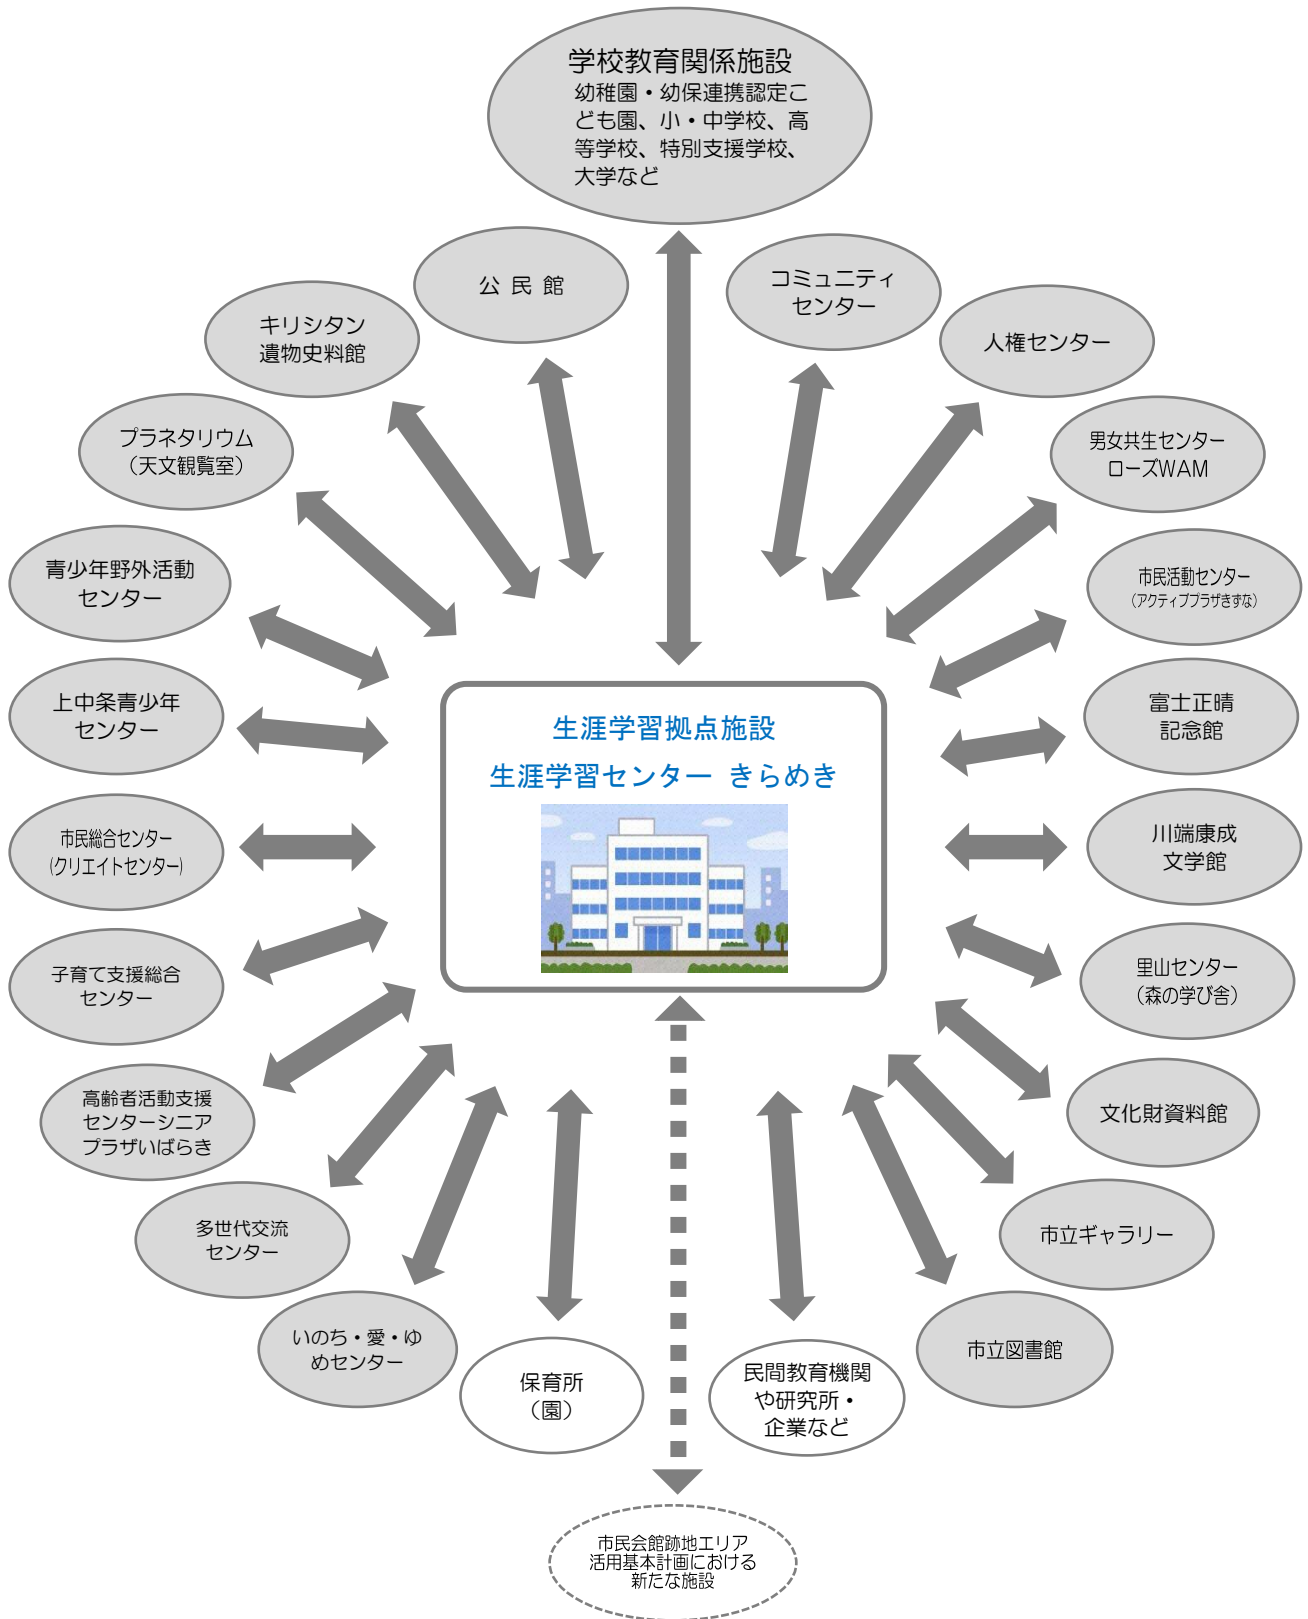 学校教育関係施設
幼稚園・幼保連携認定こ
ども園、小・中学校、高
等学校、特別支援学校、
大学など
公 民 館
コミュニティ
センター
キリシタン
遺物史料館
人権センター
プラネタリウム
（天文観覧室）
男女共生センター
ローズWAM
青少年野外活動
センター
市民活動センター
（アクティブプラザきずな）
上中条青少年
センター
富士正晴
記念館
生涯学習拠点施設
生涯学習センター きらめき
市民総合センター
(クリエイトセンター)
川端康成
文学館
子育て支援総合
センター
里山センター
（森の学び舎）
高齢者活動支援
センターシニア
プラザいばらき
文化財資料館
多世代交流
センター
市立ギャラリー
いのち・愛・ゆ
めセンター
市立図書館
保育所
（園）
民間教育機関
や研究所・
企業など
市民会館跡地エリア
活用基本計画における
新たな施設